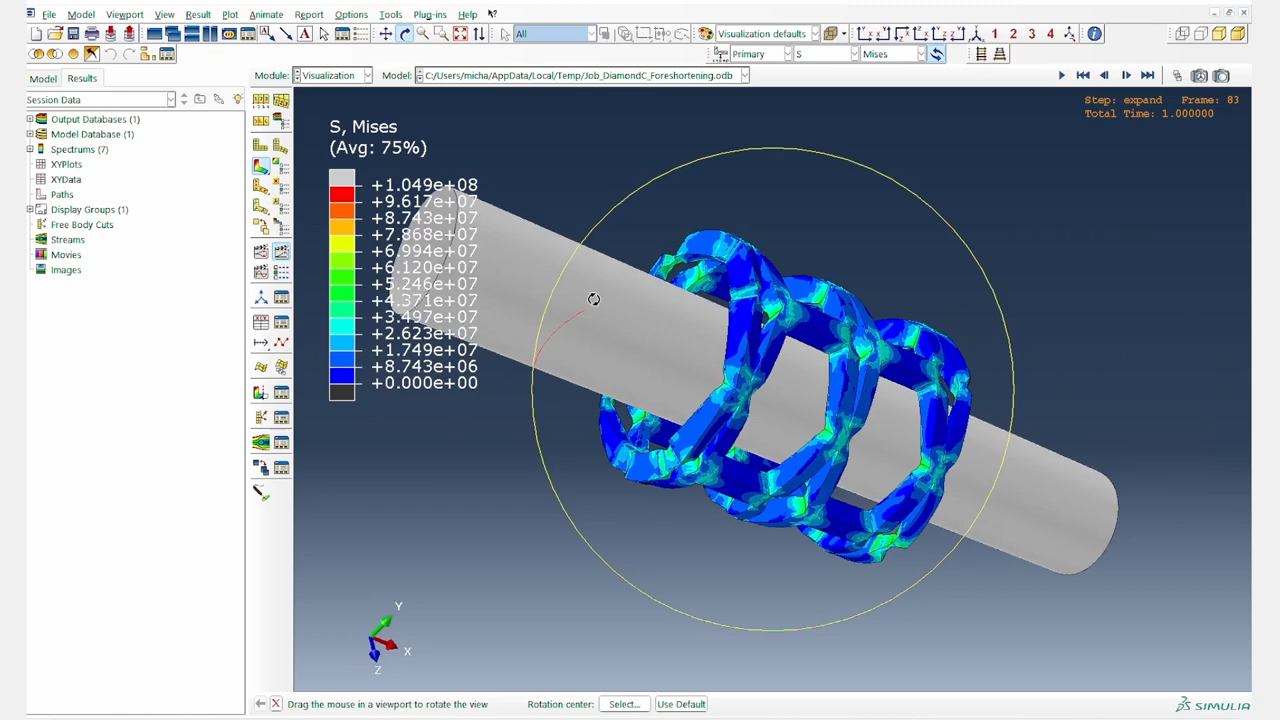 File Model Viewport View Result Plot Animate Report Options Tools Plug-ins Help
All Visualization defaults 1 2 3 4
Primary S Mises
Model Results Module: Visualization Model: C:/Users/micha/AppData/Local/Temp/Job_DiamondC_Foreshortening.odb
Session Data
Output Databases (1)
Model Database (1)
Spectrums (7)
XYPlots
XYData
Paths
Display Groups (1)
Free Body Cuts
Streams
Movies
Images
Step: expand Frame: 83
Total Time: 1.000000
S, Mises
(Avg: 75%)
+1.049e+08
+9.617e+07
+8.743e+07
+7.868e+07
+6.994e+07
+6.120e+07
+5.246e+07
+4.371e+07
+3.497e+07
+2.623e+07
+1.749e+07
+8.743e+06
+0.000e+00
Y
X
Z
Drag the mouse in a viewport to rotate the view Rotation center: Select... Use Default
SIMULIA